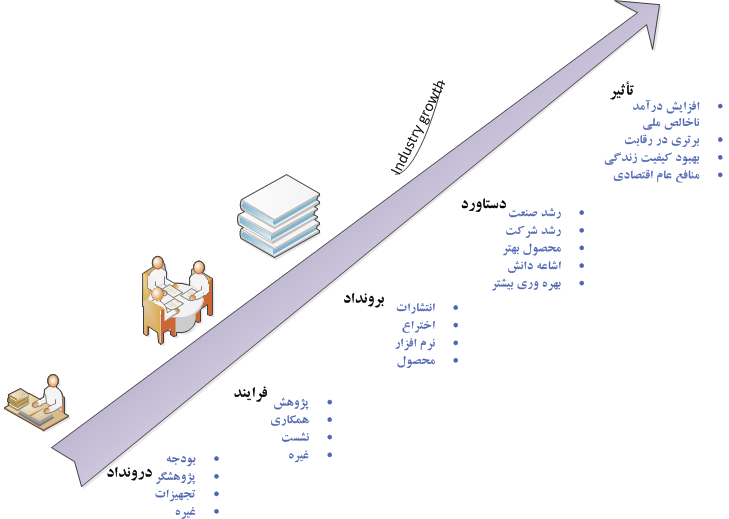 تأثیر
• افزایش درآمد
ناخالص ملی
• برتری در رقابت
• بهبود کیفیت زندگی
• منافع عام اقتصادی
Industry growth
دستاورد
• رشد صنعت
• رشد شرکت
• محصول بهتر
• اشاعه دانش
• بهره وری بیشتر
برونداد
• انتشارات
• اختراع
• نرم افزار
• محصول
فرایند
• پژوهش
• همکاری
• نشست
• غیره
درونداد
• بودجه
• پژوهشگر
• تجهیزات
• غیره